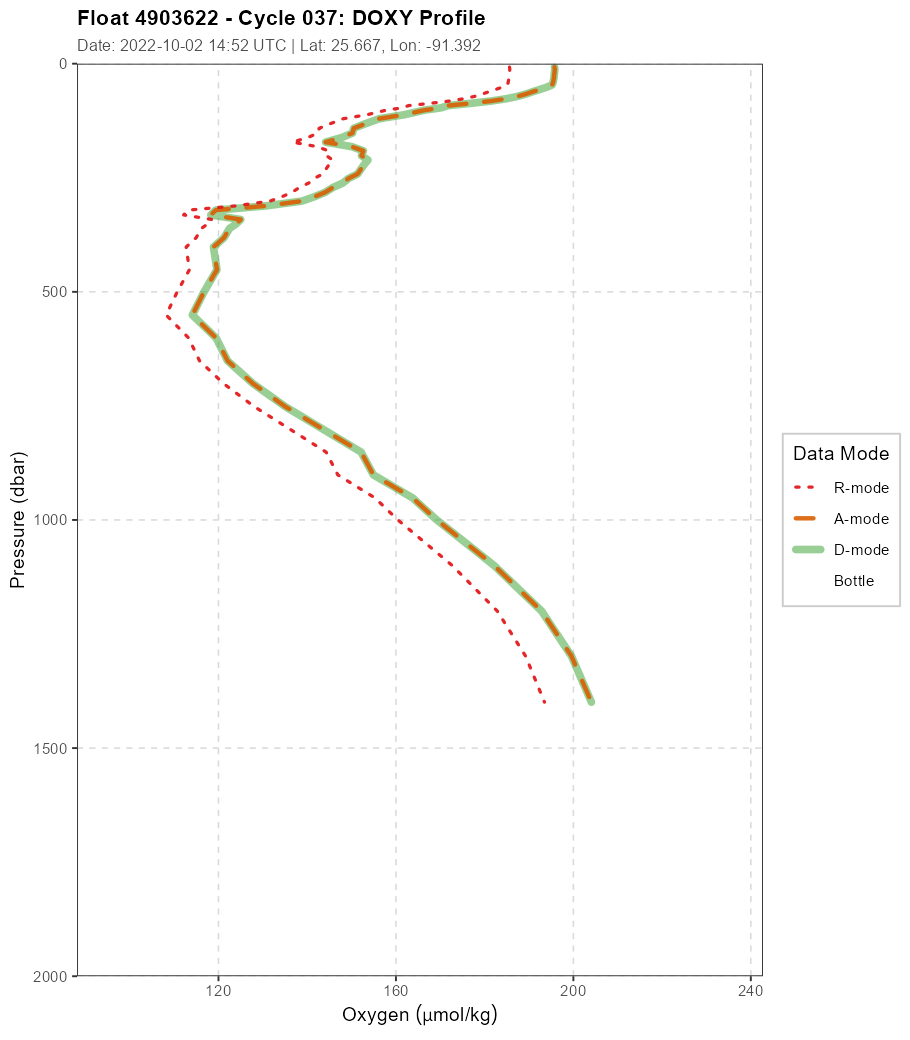 Float 4903622 - Cycle 037: DOXY Profile
Date: 2022-10-02 14:52 UTC | Lat: 25.667, Lon: -91.392
0
500
1000
1500
2000
Pressure (dbar)
120 160 200 240
Oxygen (μmol/kg)
Data Mode
R-mode
A-mode
D-mode
Bottle